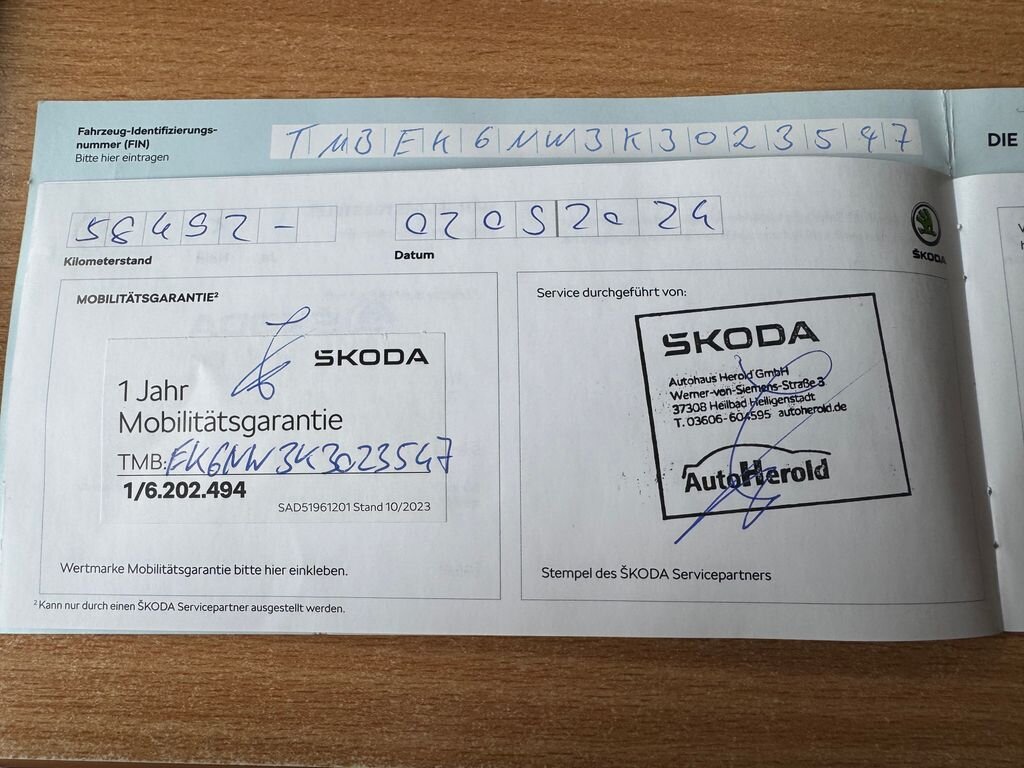 Fahrzeug-Identifizierungs-
nummer (FIN)
Bitte hier eintragen
TMBEK6NW3K3023547
DIE
58492-
02092024
Kilometerstand
Datum
ŠKODA
MOBILITÄTSGARANTIE²
SKODA
1 Jahr
Mobilitätsgarantie
TMB: EK6NW3K3023547
1/6.202.494
SAD51961201 Stand 10/2023
Wertmarke Mobilitätsgarantie bitte hier einkleben.
² Kann nur durch einen ŠKODA Servicepartner ausgestellt werden.
Service durchgeführt von:
SKODA
Autohaus Herold GmbH
Werner-von-Siemens-Straße 3
37308 Heilbad Heiligenstadt
T. 03606-604595 autoherold.de
AutoHerold
Stempel des ŠKODA Servicepartners